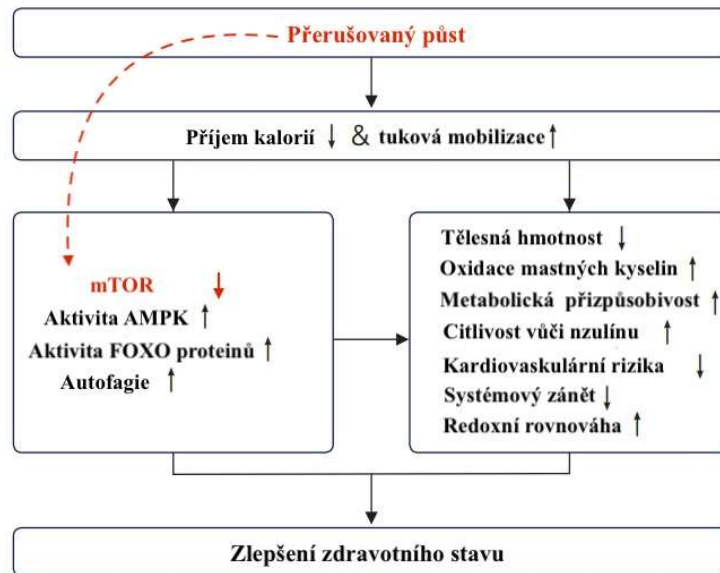 Přerušovaný půst
Příjem kalorií ↓ & tuková mobilizace ↑
mTOR ↓
Aktivita AMPK ↑
Aktivita FOXO proteinů ↑
Autofagie ↑
Tělesná hmotnost ↓
Oxidace mastných kyselin ↑
Metabolická přizpůsobivost ↑
Citlivost vůči nzulínu ↑
Kardiovaskulární rizika ↓
Systémový zánět ↓
Redoxní rovnováha ↑
Zlepšení zdravotního stavu